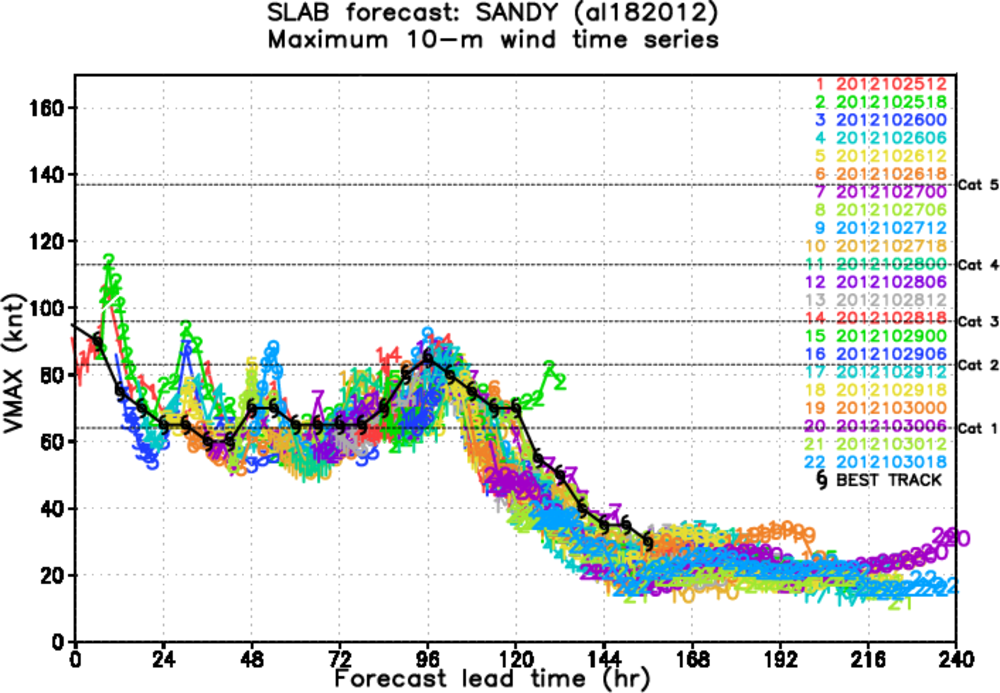 SLAB forecast: SANDY (al182012)
Maximum 10-m wind time series
1 2012102512
2 2012102518
3 2012102600
4 2012102606
5 2012102612
6 2012102618
7 2012102700
8 2012102706
9 2012102712
10 2012102718
11 2012102800
12 2012102806
13 2012102812
14 2012102818
15 2012102900
16 2012102906
17 2012102912
18 2012102918
19 2012103000
20 2012103006
21 2012103012
22 2012103018
BEST TRACK
Cat 5
Cat 4
Cat 3
Cat 2
Cat 1
VMAX (knt)
160
140
120
100
80
60
40
20
0
0 24 48 72 96 120 144 168 192 216 240
Forecast lead time (hr)